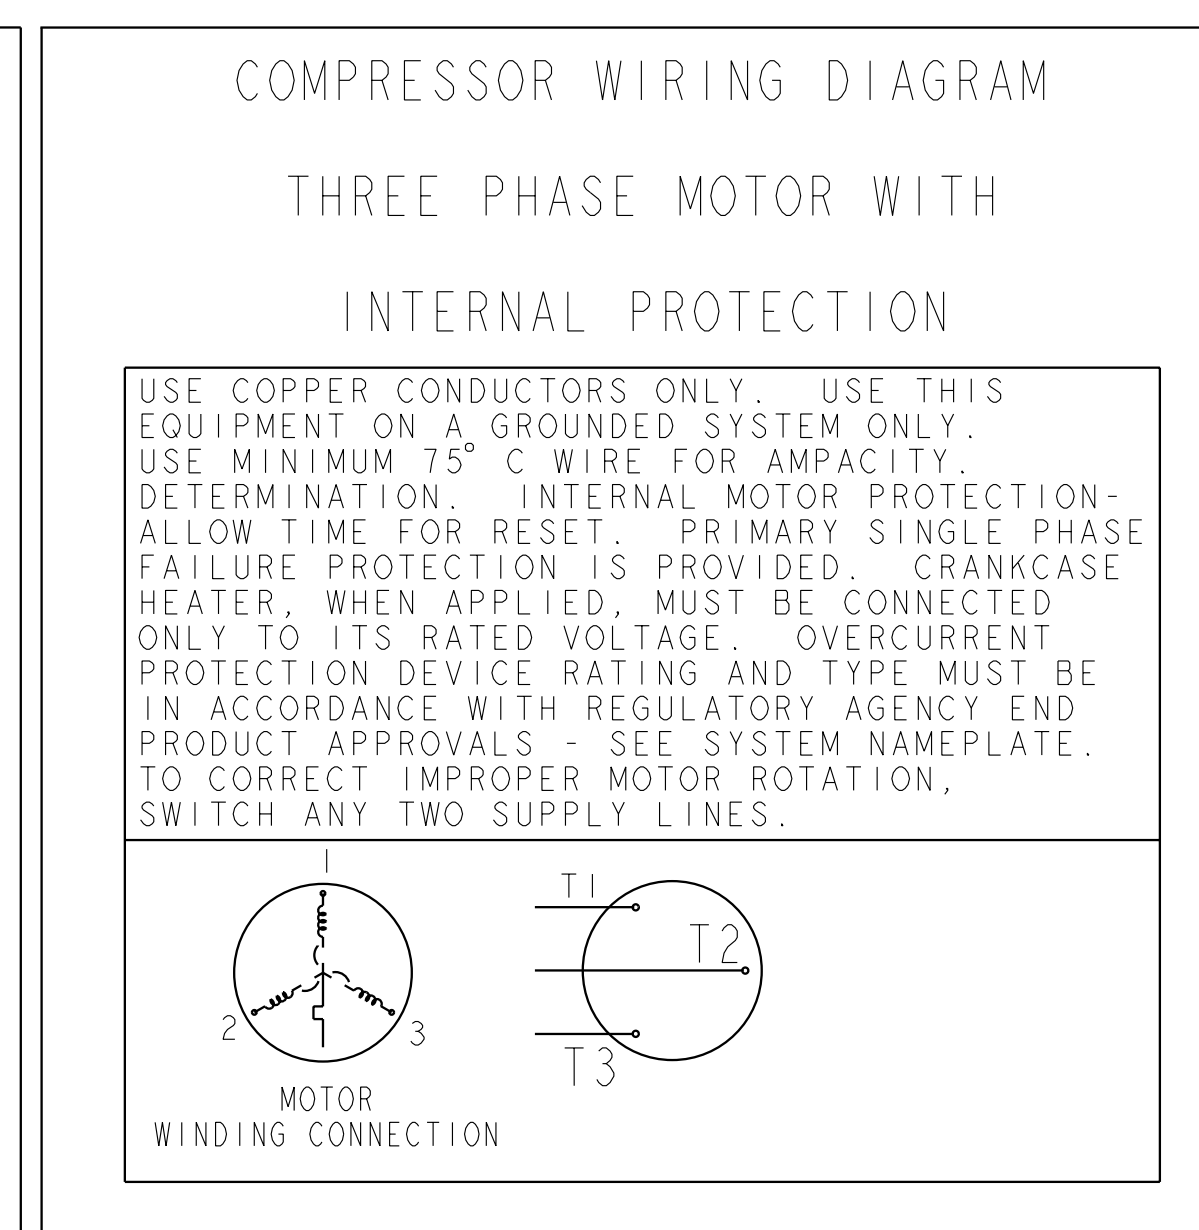 COMPRESSOR WIRING DIAGRAM
THREE PHASE MOTOR WITH
INTERNAL PROTECTION
USE COPPER CONDUCTORS ONLY. USE THIS
EQUIPMENT ON A GROUNDED SYSTEM ONLY.
USE MINIMUM 75° C WIRE FOR AMPACITY.
DETERMINATION. INTERNAL MOTOR PROTECTION-
ALLOW TIME FOR RESET. PRIMARY SINGLE PHASE
FAILURE PROTECTION IS PROVIDED. CRANKCASE
HEATER, WHEN APPLIED, MUST BE CONNECTED
ONLY TO ITS RATED VOLTAGE. OVERCURRENT
PROTECTION DEVICE RATING AND TYPE MUST BE
IN ACCORDANCE WITH REGULATORY AGENCY END
PRODUCT APPROVALS - SEE SYSTEM NAMEPLATE.
TO CORRECT IMPROPER MOTOR ROTATION,
SWITCH ANY TWO SUPPLY LINES.
1
2
3
MOTOR
WINDING CONNECTION
T1
T2
T3